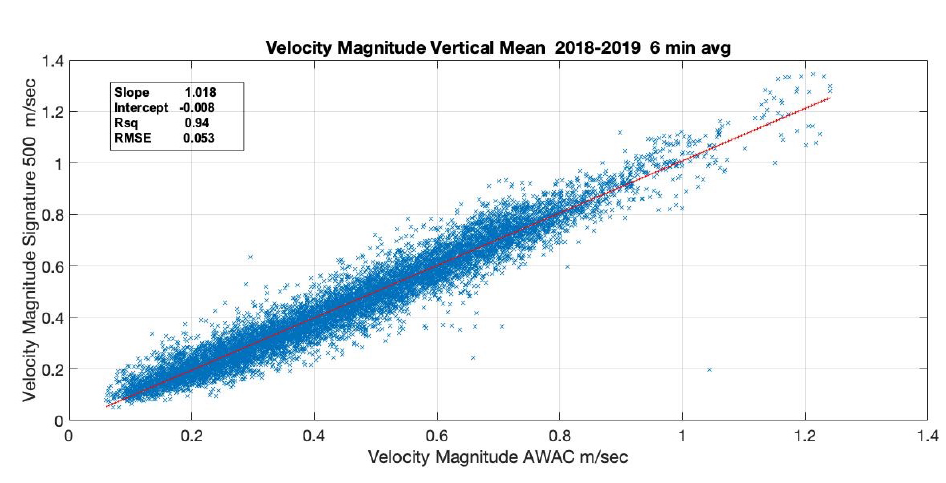 Velocity Magnitude Vertical Mean 2018-2019 6 min avg
Slope 1.018
Intercept -0.008
Rsq 0.94
RMSE 0.053
Velocity Magnitude Signature 500 m/sec
1.4
1.2
1
0.8
0.6
0.4
0.2
0
0 0.2 0.4 0.6 0.8 1 1.2 1.4
Velocity Magnitude AWAC m/sec